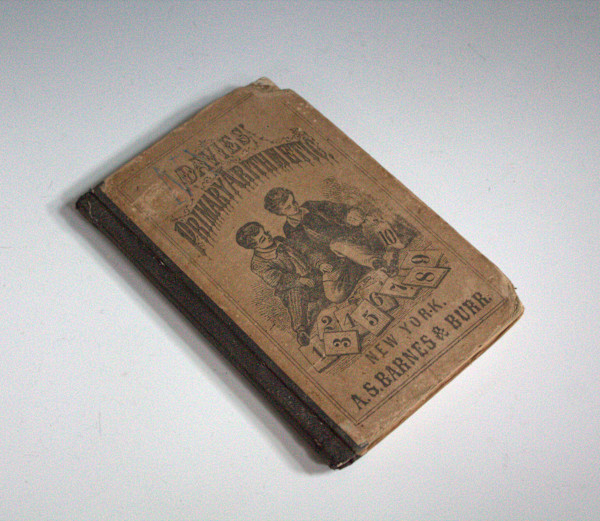 DAVIES'
PRIMARY ARITHMETIC.
10
1 2 3 4 5 6 7 8 9
NEW YORK.
A.S. BARNES & BURR.